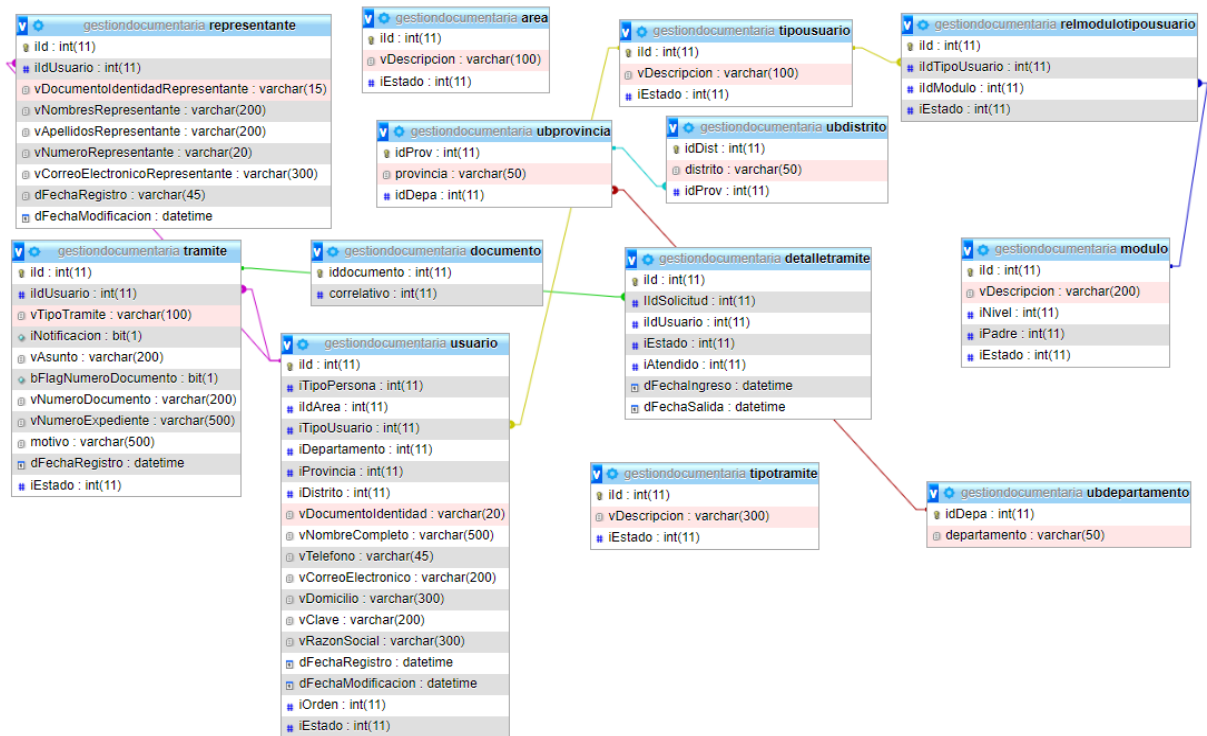 v gestiondocumentaria representante
iId : int(11)
iIdUsuario : int(11)
vDocumentoIdentidadRepresentante : varchar(15)
vNombresRepresentante : varchar(200)
vApellidosRepresentante : varchar(200)
vNumeroRepresentante : varchar(20)
vCorreoElectronicoRepresentante : varchar(300)
dFechaRegistro : varchar(45)
dFechaModificacion : datetime
v gestiondocumentaria area
iId : int(11)
vDescripcion : varchar(100)
iEstado : int(11)
v gestiondocumentaria tipousuario
iId : int(11)
vDescripcion : varchar(100)
iEstado : int(11)
v gestiondocumentaria relmodulotipousuario
iId : int(11)
iIdTipoUsuario : int(11)
iIdModulo : int(11)
iEstado : int(11)
v gestiondocumentaria ubprovincia
idProv : int(11)
provincia : varchar(50)
idDepa : int(11)
v gestiondocumentaria ubdistrito
idDist : int(11)
distrito : varchar(50)
idProv : int(11)
v gestiondocumentaria tramite
iId : int(11)
iIdUsuario : int(11)
vTipoTramite : varchar(100)
iNotificacion : bit(1)
vAsunto : varchar(200)
bFlagNumeroDocumento : bit(1)
vNumeroDocumento : varchar(200)
vNumeroExpediente : varchar(500)
motivo : varchar(500)
dFechaRegistro : datetime
iEstado : int(11)
v gestiondocumentaria documento
iddocumento : int(11)
correlativo : int(11)
v gestiondocumentaria detalletramite
iId : int(11)
IIdSolicitud : int(11)
iIdUsuario : int(11)
iEstado : int(11)
iAtendido : int(11)
dFechaIngreso : datetime
dFechaSalida : datetime
v gestiondocumentaria modulo
iId : int(11)
vDescripcion : varchar(200)
iNivel : int(11)
iPadre : int(11)
iEstado : int(11)
v gestiondocumentaria usuario
iId : int(11)
iTipoPersona : int(11)
iIdArea : int(11)
iTipoUsuario : int(11)
iDepartamento : int(11)
iProvincia : int(11)
iDistrito : int(11)
vDocumentoIdentidad : varchar(20)
vNombreCompleto : varchar(500)
vTelefono : varchar(45)
vCorreoElectronico : varchar(200)
vDomicilio : varchar(300)
vClave : varchar(200)
vRazonSocial : varchar(300)
dFechaRegistro : datetime
dFechaModificacion : datetime
iOrden : int(11)
iEstado : int(11)
v gestiondocumentaria tipotramite
iId : int(11)
vDescripcion : varchar(300)
iEstado : int(11)
v gestiondocumentaria ubdepartamento
idDepa : int(11)
departamento : varchar(50)